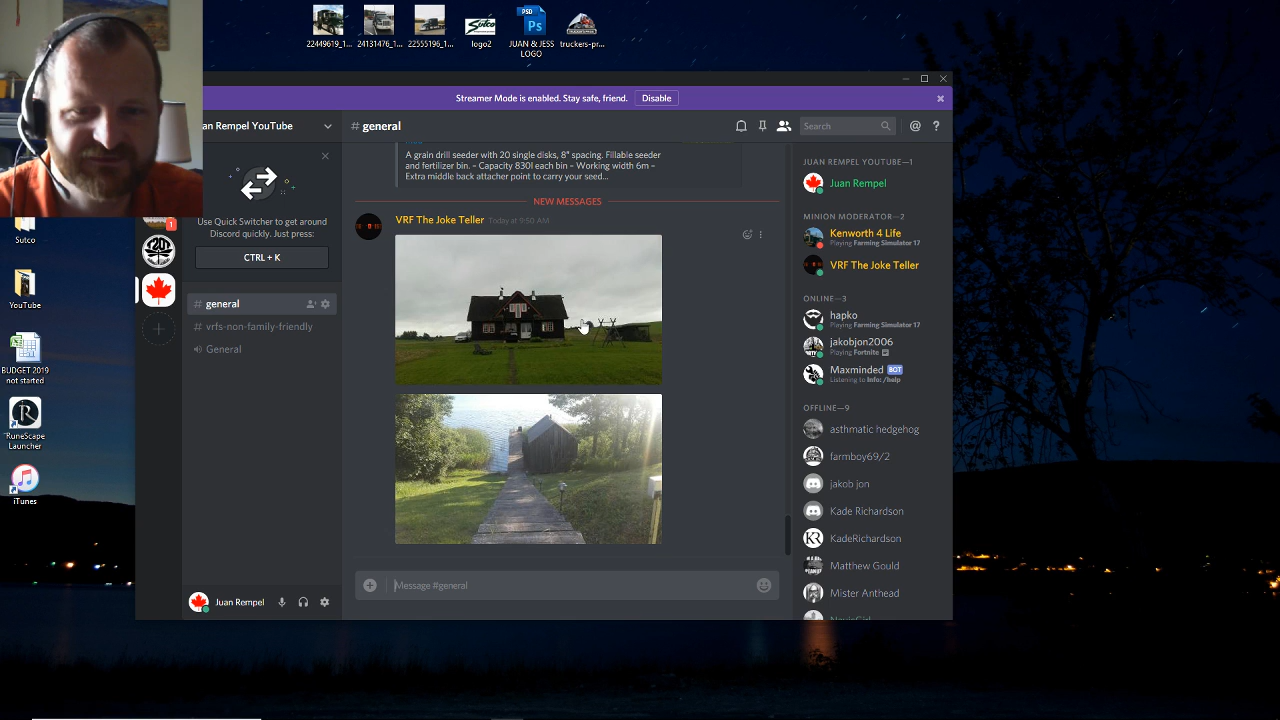 22449619_1...
24131476_1...
22555196_1...
Sutco
logo2
PSD
Ps
JUAN & JESS
LOGO
truckers-pr...
Streamer Mode is enabled. Stay safe, friend.
Disable
an Rempel YouTube
# general
Search
@
?
A grain drill seeder with 20 single disks, 8" spacing. Fillable seeder
and fertilizer bin. – Capacity 830l each bin – Working width 6m –
Extra middle back attacher point to carry your seed...
NEW MESSAGES
VRF The Joke Teller Today at 9:50 AM
Use Quick Switcher to get around
Discord quickly. Just press:
CTRL + K
# general
# vrfs-non-family-friendly
General
Juan Rempel
Message #general
JUAN REMPEL YOUTUBE—1
Juan Rempel
MINION MODERATOR—2
Kenworth 4 Life
Playing Farming Simulator 17
VRF The Joke Teller
ONLINE—3
hapko
Playing Farming Simulator 17
jakobjon2006
Playing Fortnite
Maxminded BOT
Listening to Info: /help
OFFLINE—9
asthmatic hedgehog
farmboy69/2
jakob jon
Kade Richardson
KR
KadeRichardson
Matthew Gould
Mister Anthead
1
Sutco
YouTube
BUDGET 2019
not started
RuneScape
Launcher
iTunes